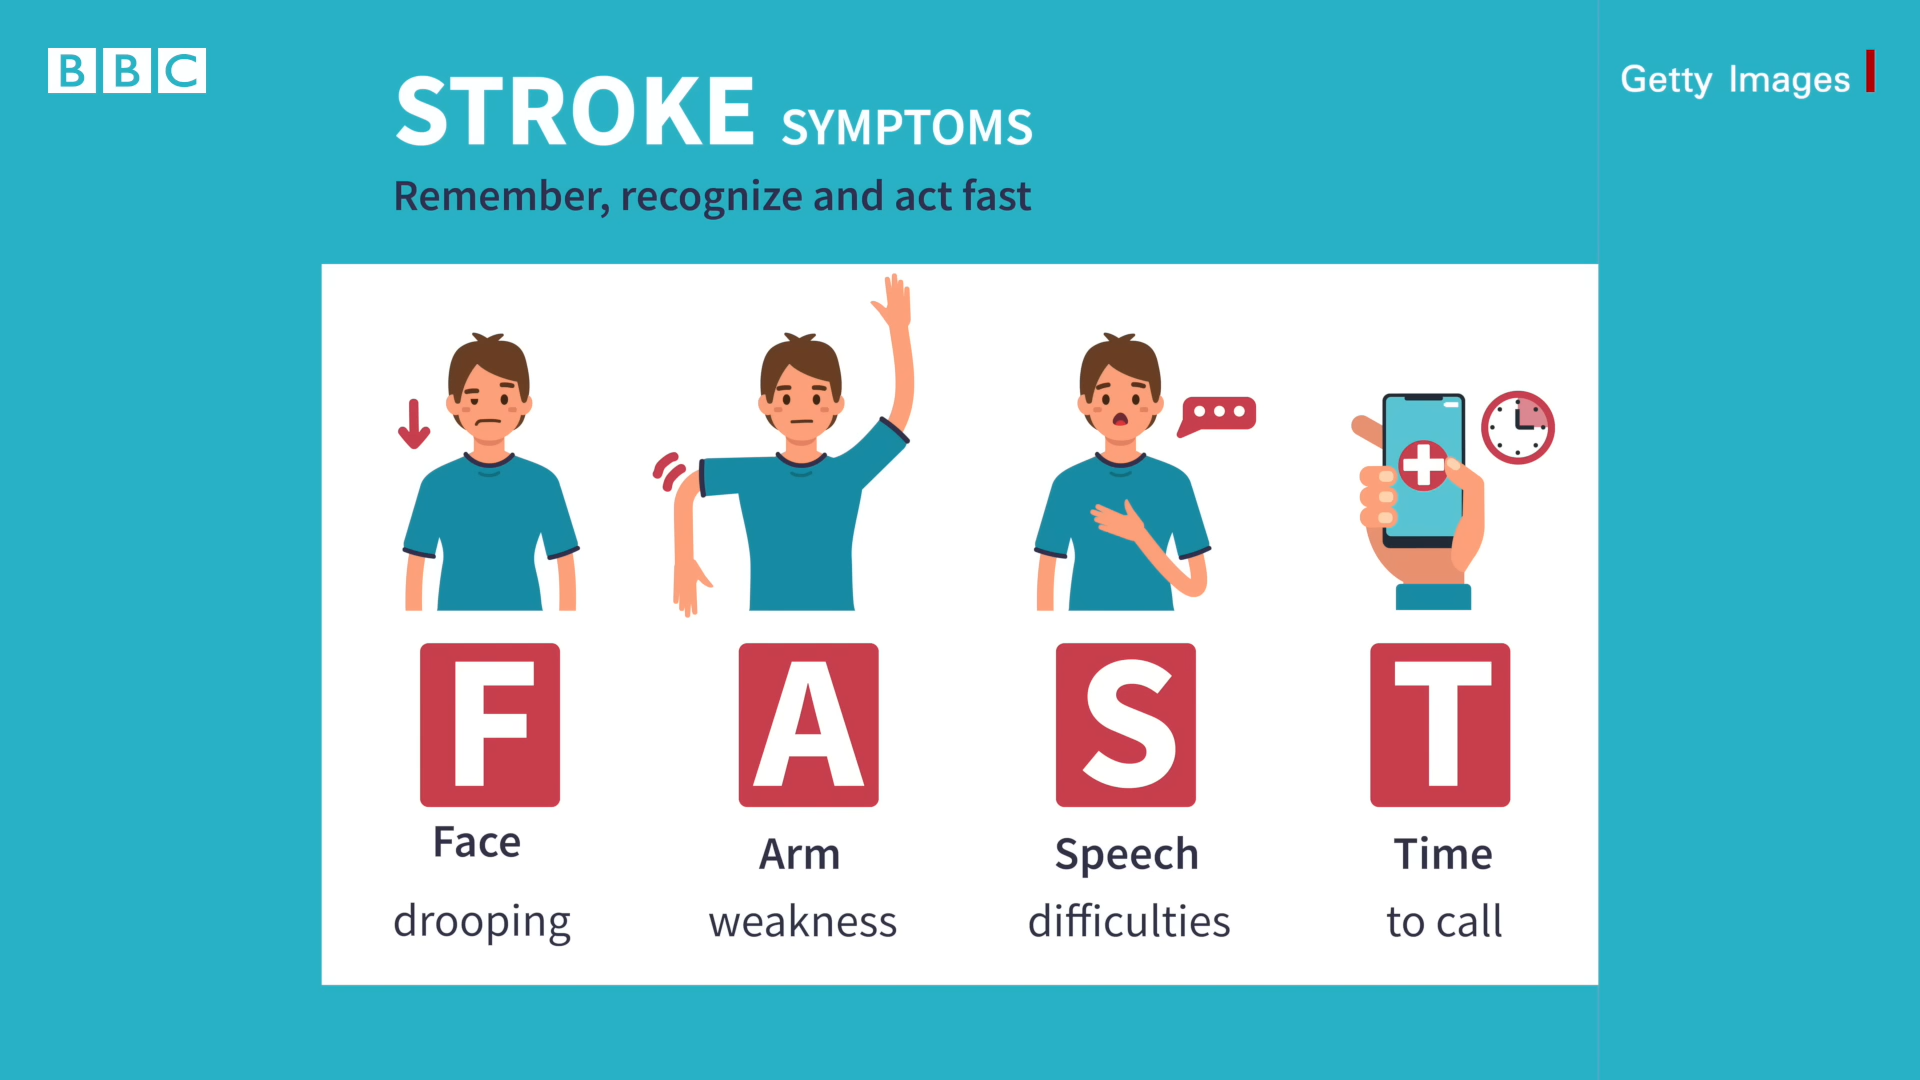 BBC
Getty Images
STROKE SYMPTOMS
Remember, recognize and act fast
F
Face
drooping
A
Arm
weakness
S
Speech
difficulties
T
Time
to call